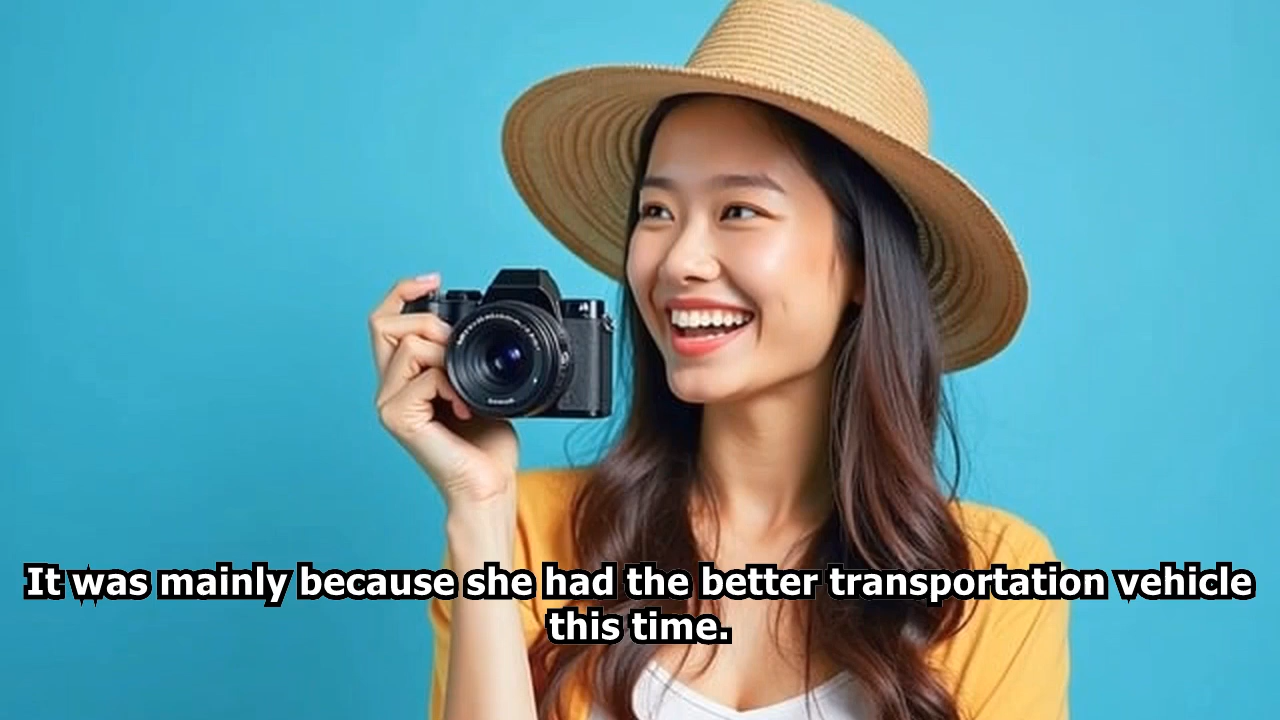 It was mainly because she had the better transportation vehicle
this time.